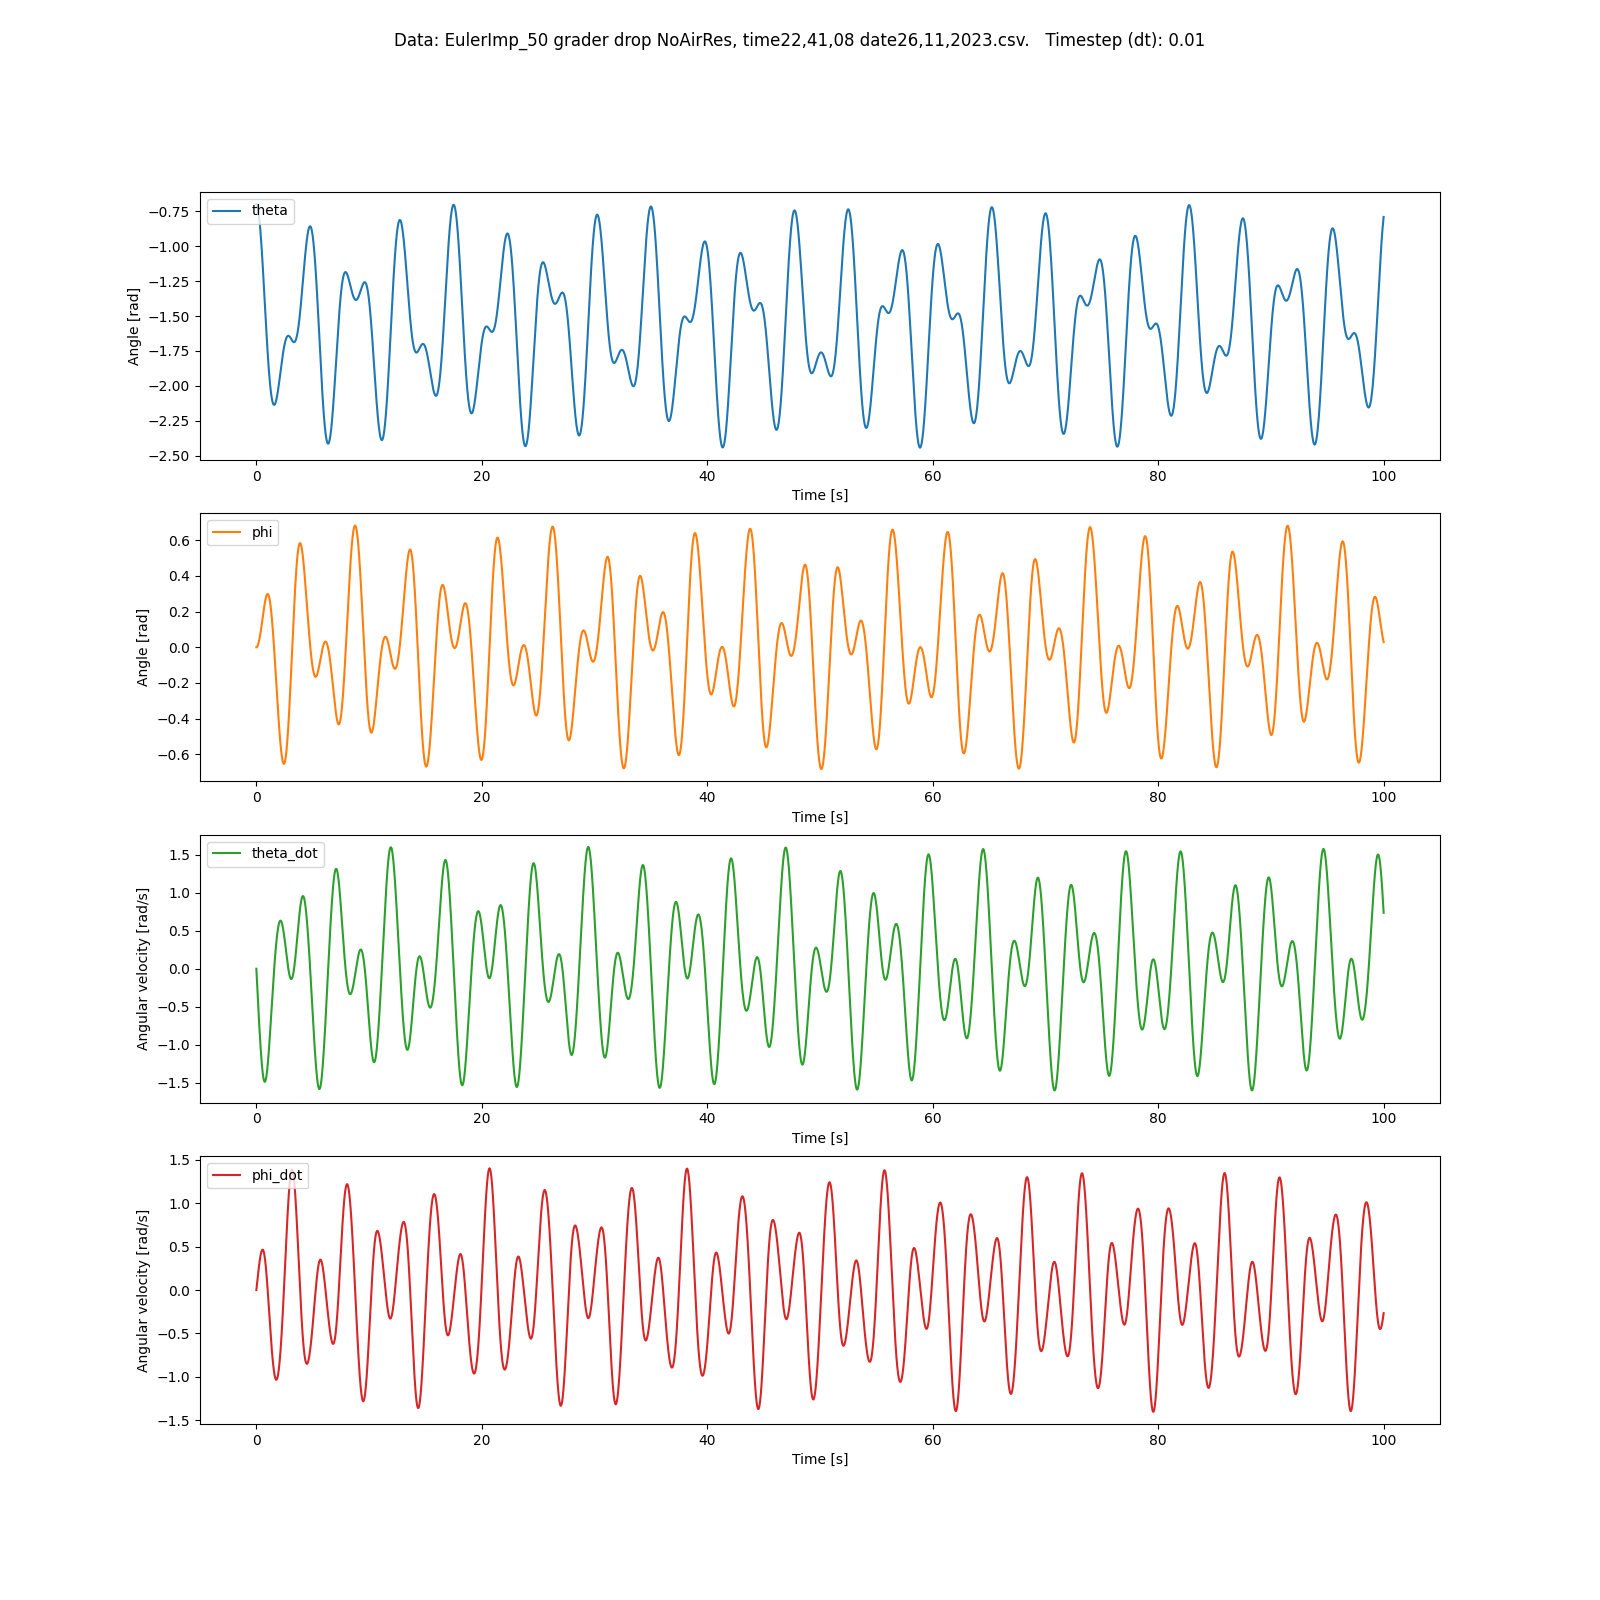 Data: EulerImp_50 grader drop NoAirRes, time22,41,08 date26,11,2023.csv.   Timestep (dt): 0.01
theta
Angle [rad]
−0.75
−1.00
−1.25
−1.50
−1.75
−2.00
−2.25
−2.50
0 20 40 60 80 100
Time [s]
phi
Angle [rad]
0.6
0.4
0.2
0.0
−0.2
−0.4
−0.6
0 20 40 60 80 100
Time [s]
theta_dot
Angular velocity [rad/s]
1.5
1.0
0.5
0.0
−0.5
−1.0
−1.5
0 20 40 60 80 100
Time [s]
phi_dot
Angular velocity [rad/s]
1.5
1.0
0.5
0.0
−0.5
−1.0
−1.5
0 20 40 60 80 100
Time [s]